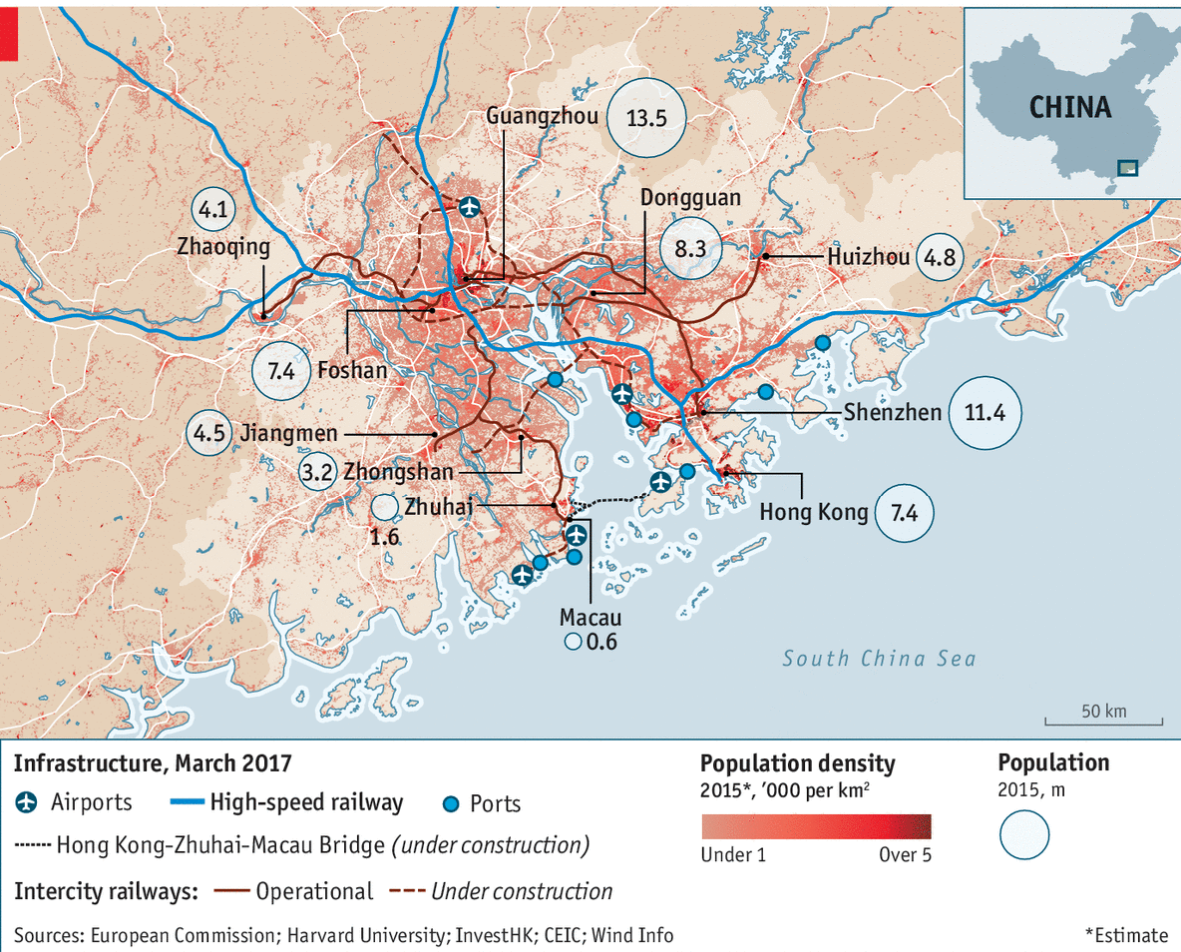 CHINA
Guangzhou 13.5
Dongguan
8.3
4.1
Zhaoqing
Huizhou 4.8
7.4 Foshan
Shenzhen 11.4
4.5 Jiangmen
3.2 Zhongshan
Zhuhai
1.6
Hong Kong 7.4
Macau
0.6
South China Sea
50 km
Infrastructure, March 2017
Airports High-speed railway Ports
Hong Kong-Zhuhai-Macau Bridge (under construction)
Intercity railways: Operational Under construction
Population density
2015*, ’000 per km²
Under 1 Over 5
Population
2015, m
Sources: European Commission; Harvard University; InvestHK; CEIC; Wind Info
*Estimate